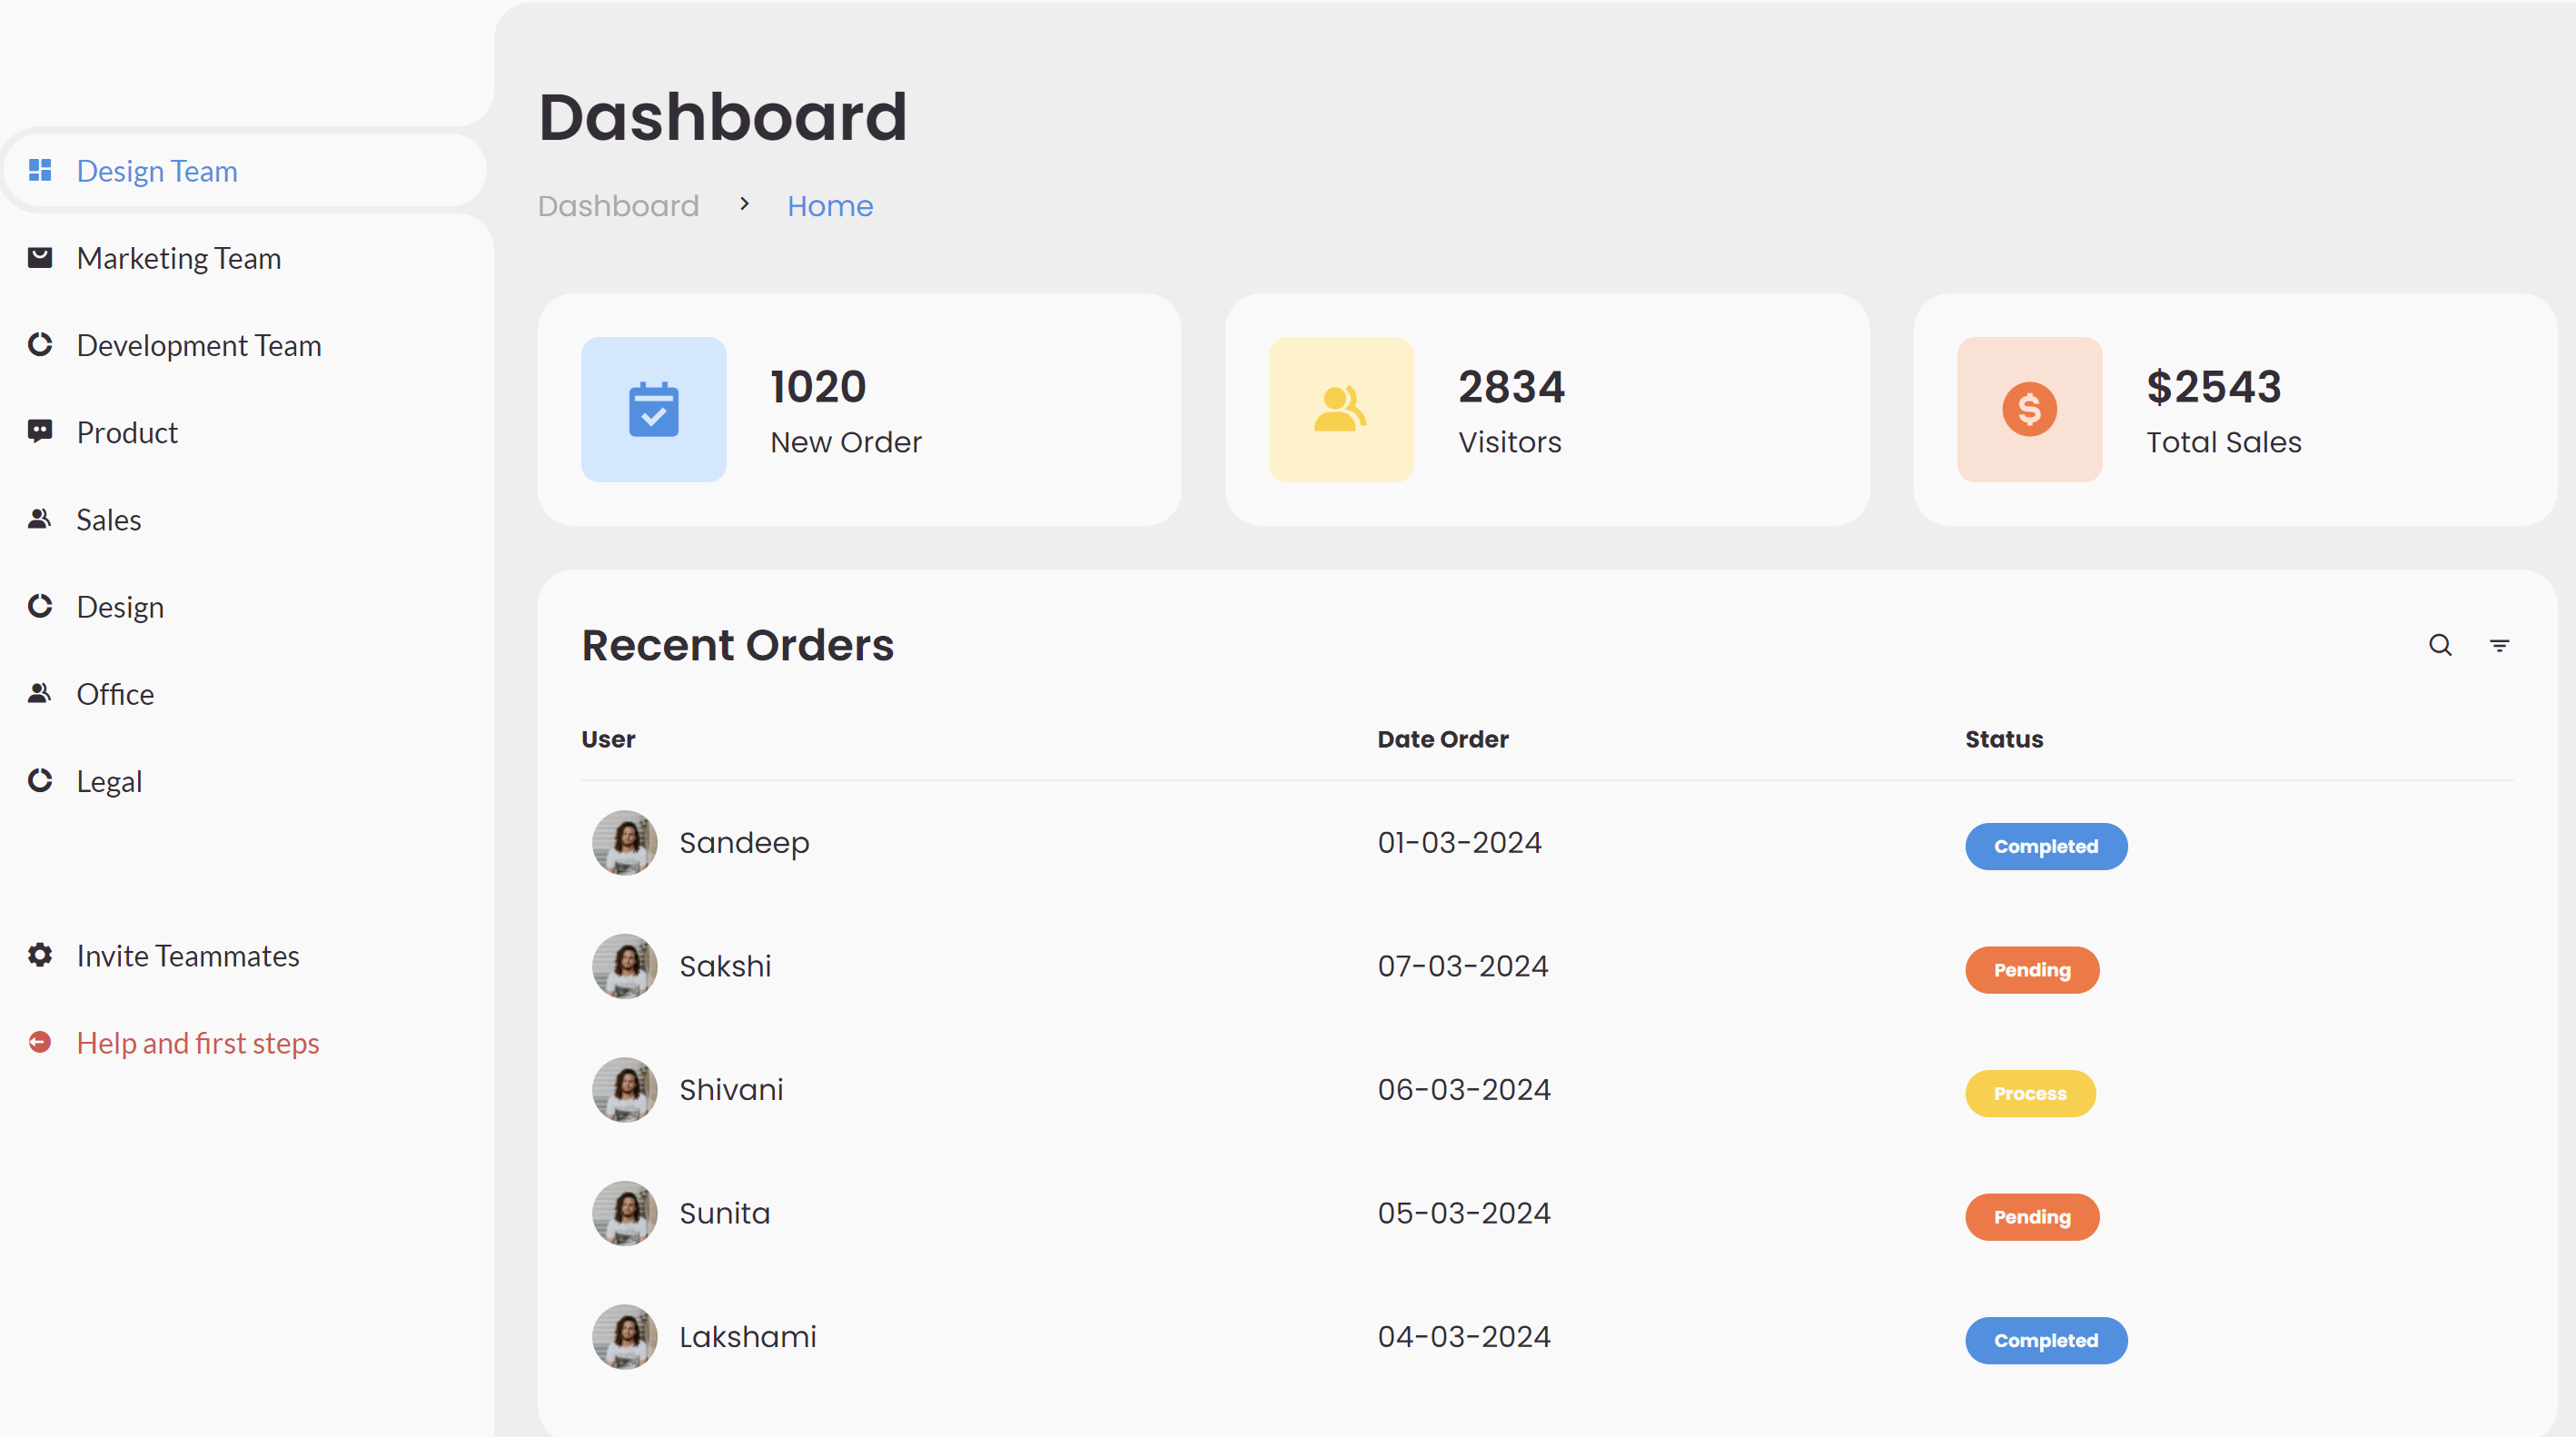 Design Team
Marketing Team
Development Team
Product
Sales
Design
Office
Legal
Invite Teammates
Help and first steps
Dashboard
Dashboard > Home
1020
New Order
2834
Visitors
$2543
Total Sales
Recent Orders
User Date Order Status
Sandeep 01-03-2024 Completed
Sakshi 07-03-2024 Pending
Shivani 06-03-2024 Process
Sunita 05-03-2024 Pending
Lakshami 04-03-2024 Completed